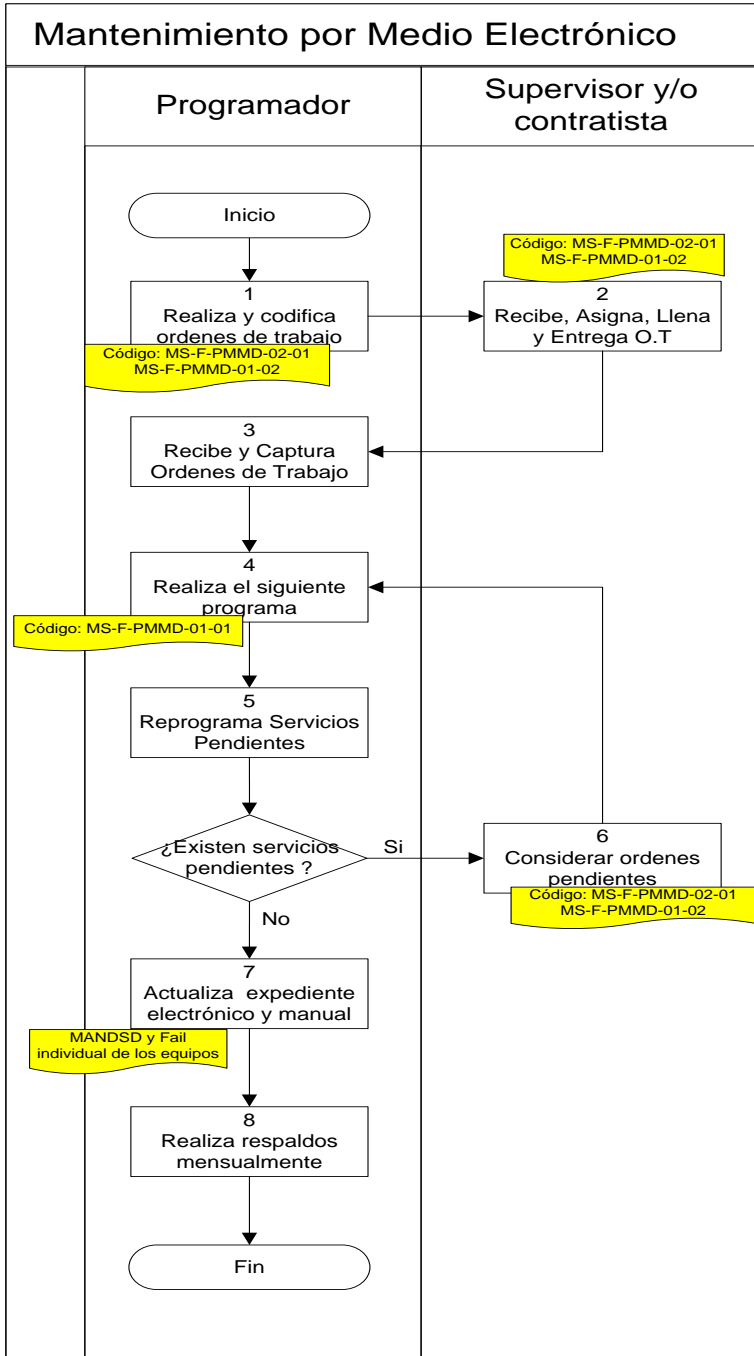 Mantenimiento por Medio Electrónico
Programador
Supervisor y/o
contratista
Inicio
1
Realiza y codifica
ordenes de trabajo
Código: MS-F-PMMD-02-01
MS-F-PMMD-01-02
Código: MS-F-PMMD-02-01
MS-F-PMMD-01-02
2
Recibe, Asigna, Llena
y Entrega O.T
3
Recibe y Captura
Ordenes de Trabajo
4
Realiza el siguiente
programa
Código: MS-F-PMMD-01-01
5
Reprograma Servicios
Pendientes
¿Existen servicios
pendientes ?
Si
6
Considerar ordenes
pendientes
Código: MS-F-PMMD-02-01
MS-F-PMMD-01-02
No
7
Actualiza expediente
electrónico y manual
MANDSD y Fail
individual de los equipos
8
Realiza respaldos
mensualmente
Fin